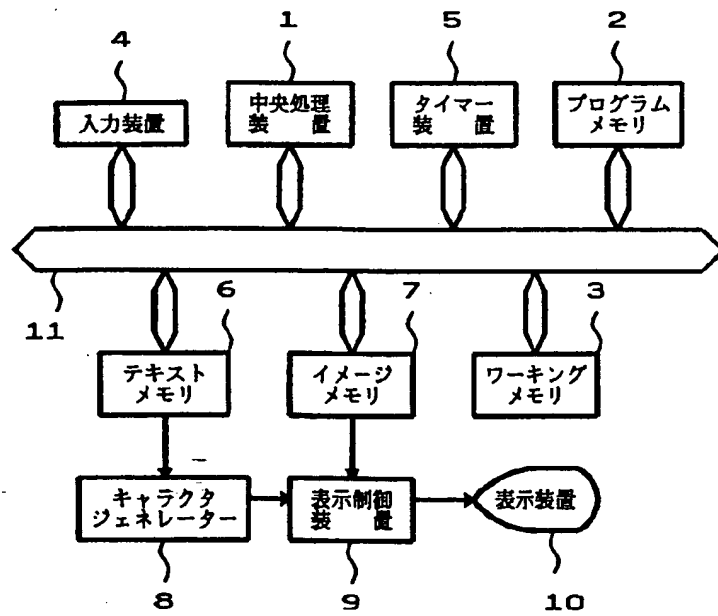 4
1
5
2
入力装置
中央処理
装 置
タイマー
装 置
プログラム
メモリ
11
6
7
3
テキスト
メモリ
イメージ
メモリ
ワーキング
メモリ
キャラクタ
ジェネレーター
表示制御
装 置
表示装置
8
9
10